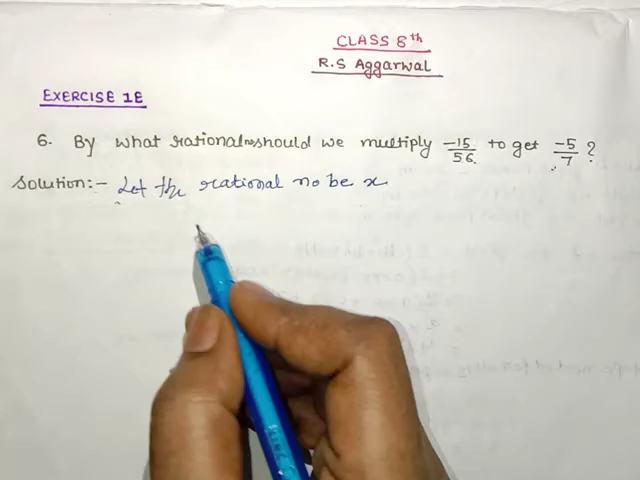 CLASS 8th
R.S Aggarwal
EXERCISE 1E
6. By what rational no should we multiply -15/56 to get -5/7 ?
Solution:- Let the rational no be x